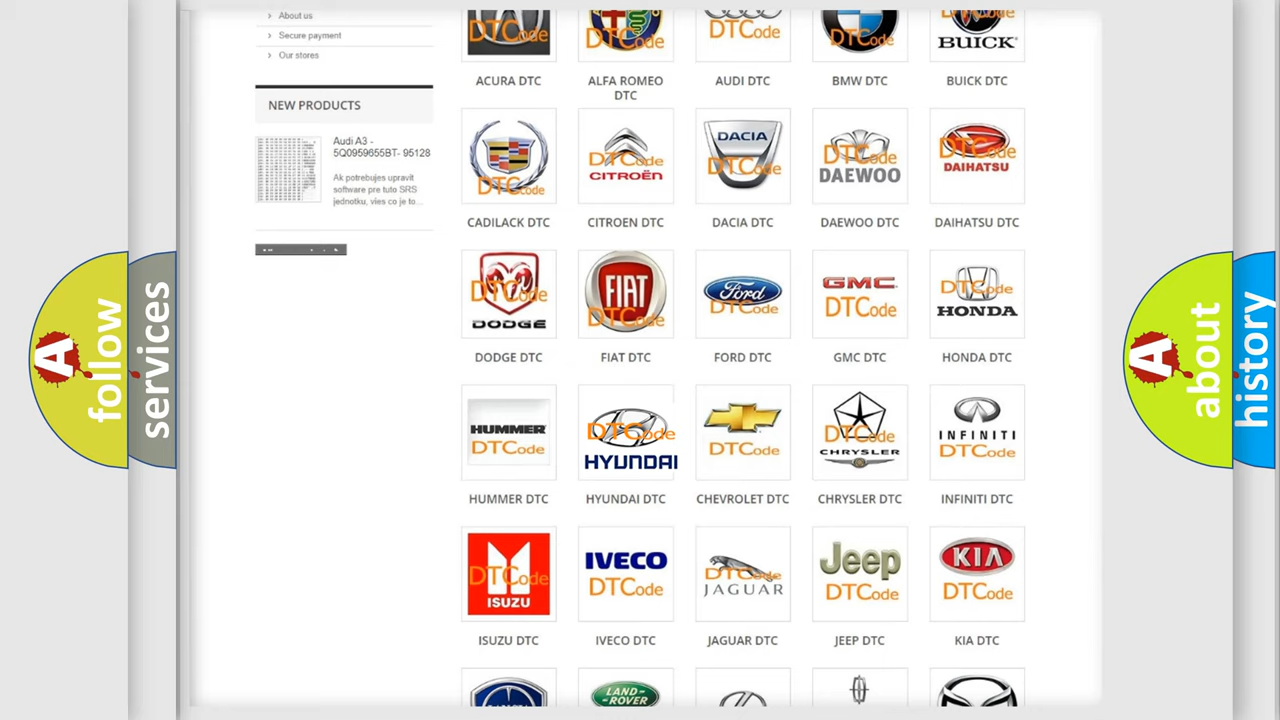 About us
Secure payment
Our stores
NEW PRODUCTS
Audi A3 -
5Q0959655BT- 95128
Ak potrebujes upravit
software pre tuto SRS
jednotku, vies co je to...
DTCode
DTCode
DTCode
DTCode
BUICK
ACURA DTC
ALFA ROMEO
DTC
AUDI DTC
BMW DTC
BUICK DTC
DTCode
DTCode
CITROËN
DACIA
DTCode
DTCode
DAEWOO
DTCode
DAIHATSU
CADILACK DTC
CITROEN DTC
DACIA DTC
DAEWOO DTC
DAIHATSU DTC
DTCode
DODGE
FIAT
DTCode
Ford
DTCode
GMC
DTCode
DTCode
HONDA
DODGE DTC
FIAT DTC
FORD DTC
GMC DTC
HONDA DTC
HUMMER
DTCode
DTCode
HYUNDAI
DTCode
DTCode
CHRYSLER
INFINITI
DTCode
HUMMER DTC
HYUNDAI DTC
CHEVROLET DTC
CHRYSLER DTC
INFINITI DTC
DTCode
ISUZU
IVECO
DTCode
DTCode
JAGUAR
Jeep
DTCode
KIA
DTCode
ISUZU DTC
IVECO DTC
JAGUAR DTC
JEEP DTC
KIA DTC
LAND-
ROVER
A follow
services
A about
history